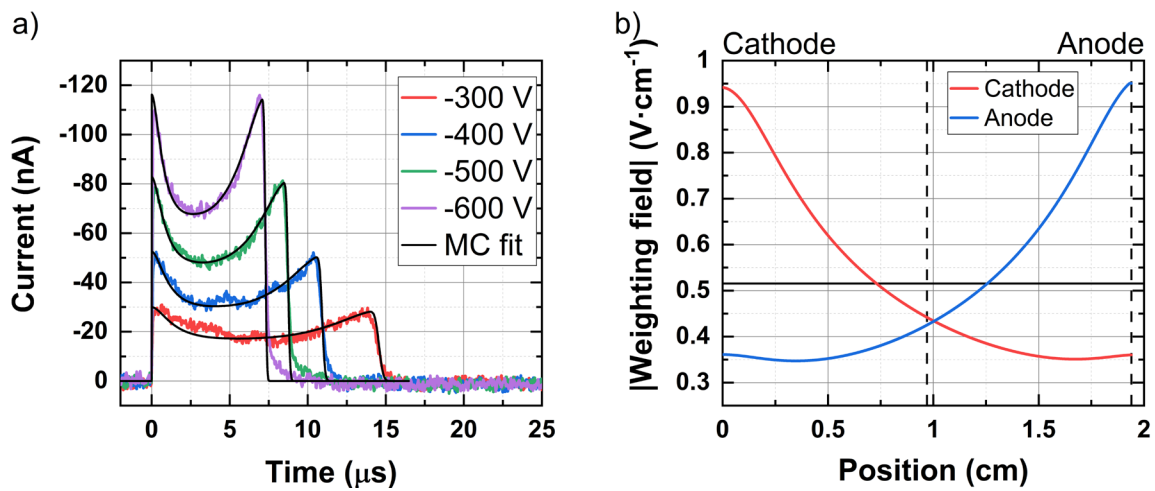 a)
-120
-100
-80
-60
-40
-20
0
Current (nA)
0 5 10 15 20 25
Time (μs)
-300 V
-400 V
-500 V
-600 V
MC fit
b)
Cathode Anode
1
0.9
0.8
0.7
0.6
0.5
0.4
0.3
|Weighting field| (V·cm⁻¹)
0 0.5 1 1.5 2
Position (cm)
Cathode
Anode